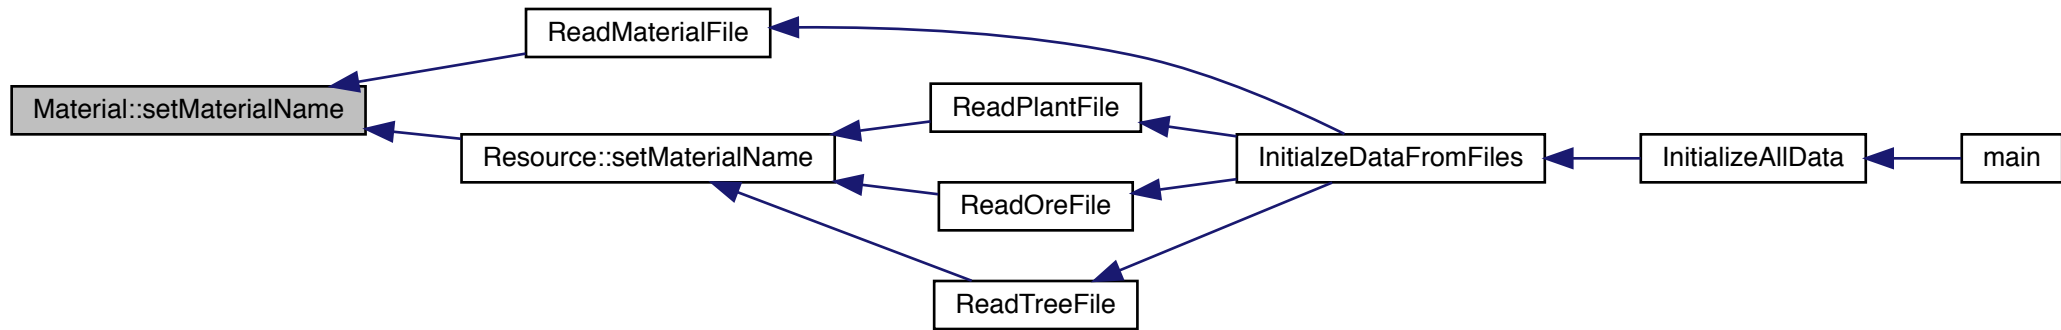 Material::setMaterialName
ReadMaterialFile
Resource::setMaterialName
ReadPlantFile
ReadOreFile
ReadTreeFile
InitialzeDataFromFiles
InitializeAllData
main